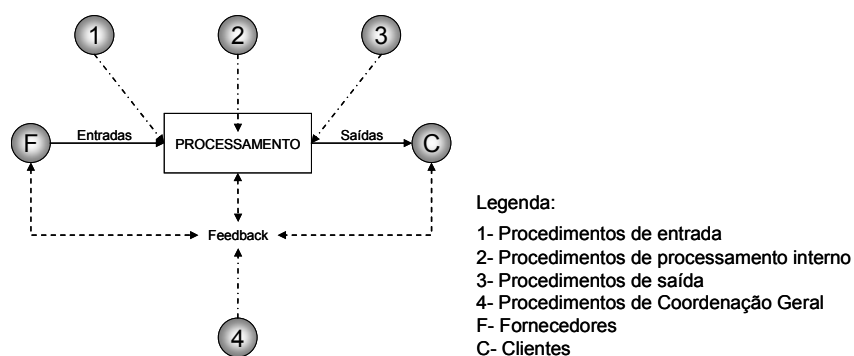 1
2
3
F
Entradas
PROCESSAMENTO
Saídas
C
Feedback
4
Legenda:
1- Procedimentos de entrada
2- Procedimentos de processamento interno
3- Procedimentos de saída
4- Procedimentos de Coordenação Geral
F- Fornecedores
C- Clientes